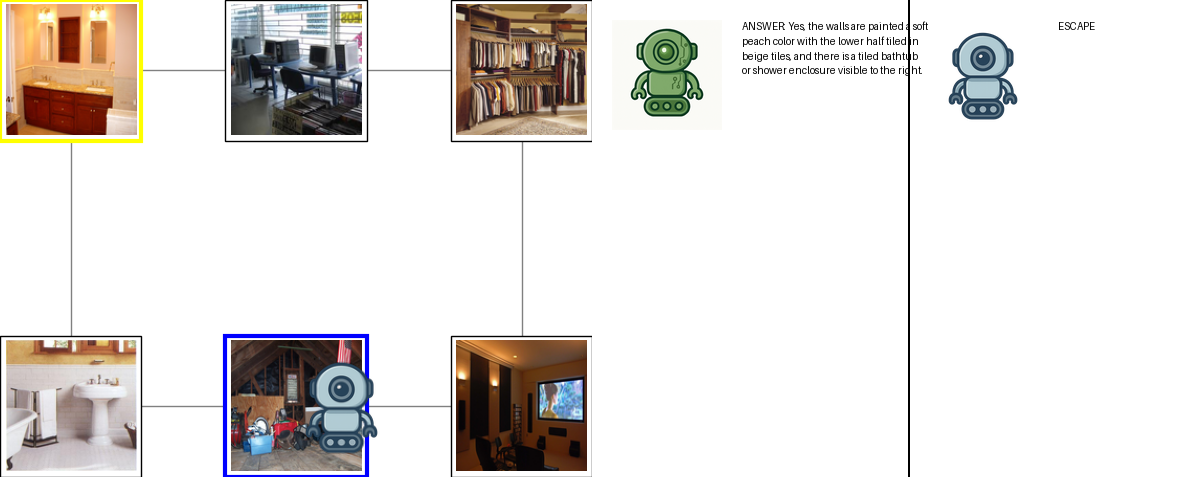 ANSWER: Yes, the walls are painted a soft
peach color with the lower half tiled in
beige tiles, and there is a tiled bathtub
or shower enclosure visible to the right.
ESCAPE